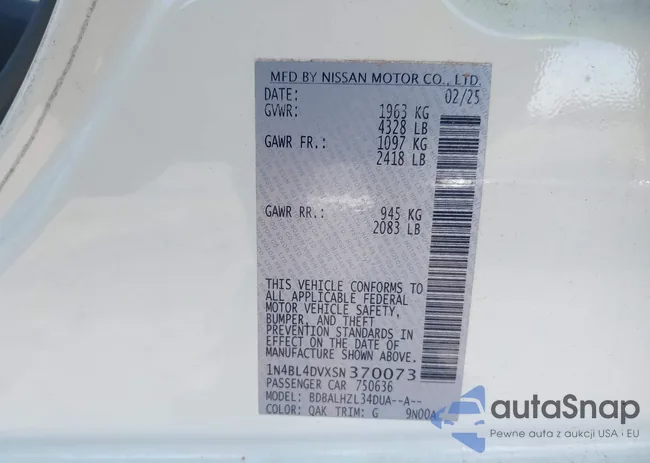 MFD BY NISSAN MOTOR CO., LTD.
DATE: 02/25
GVWR: 1963 KG
4328 LB
GAWR FR.: 1097 KG
2418 LB
GAWR RR.: 945 KG
2083 LB
THIS VEHICLE CONFORMS TO
ALL APPLICABLE FEDERAL
MOTOR VEHICLE SAFETY,
BUMPER, AND THEFT
PREVENTION STANDARDS IN
EFFECT ON THE DATE OF
MANUFACTURE SHOWN ABOVE.
1N4BL4DVXSN370073
PASSENGER CAR 750636
MODEL: BDBALHZL34DUA--A--
COLOR: QAK TRIM: G 9N00A
autoSnap
Pewne auta z aukcji USA i EU